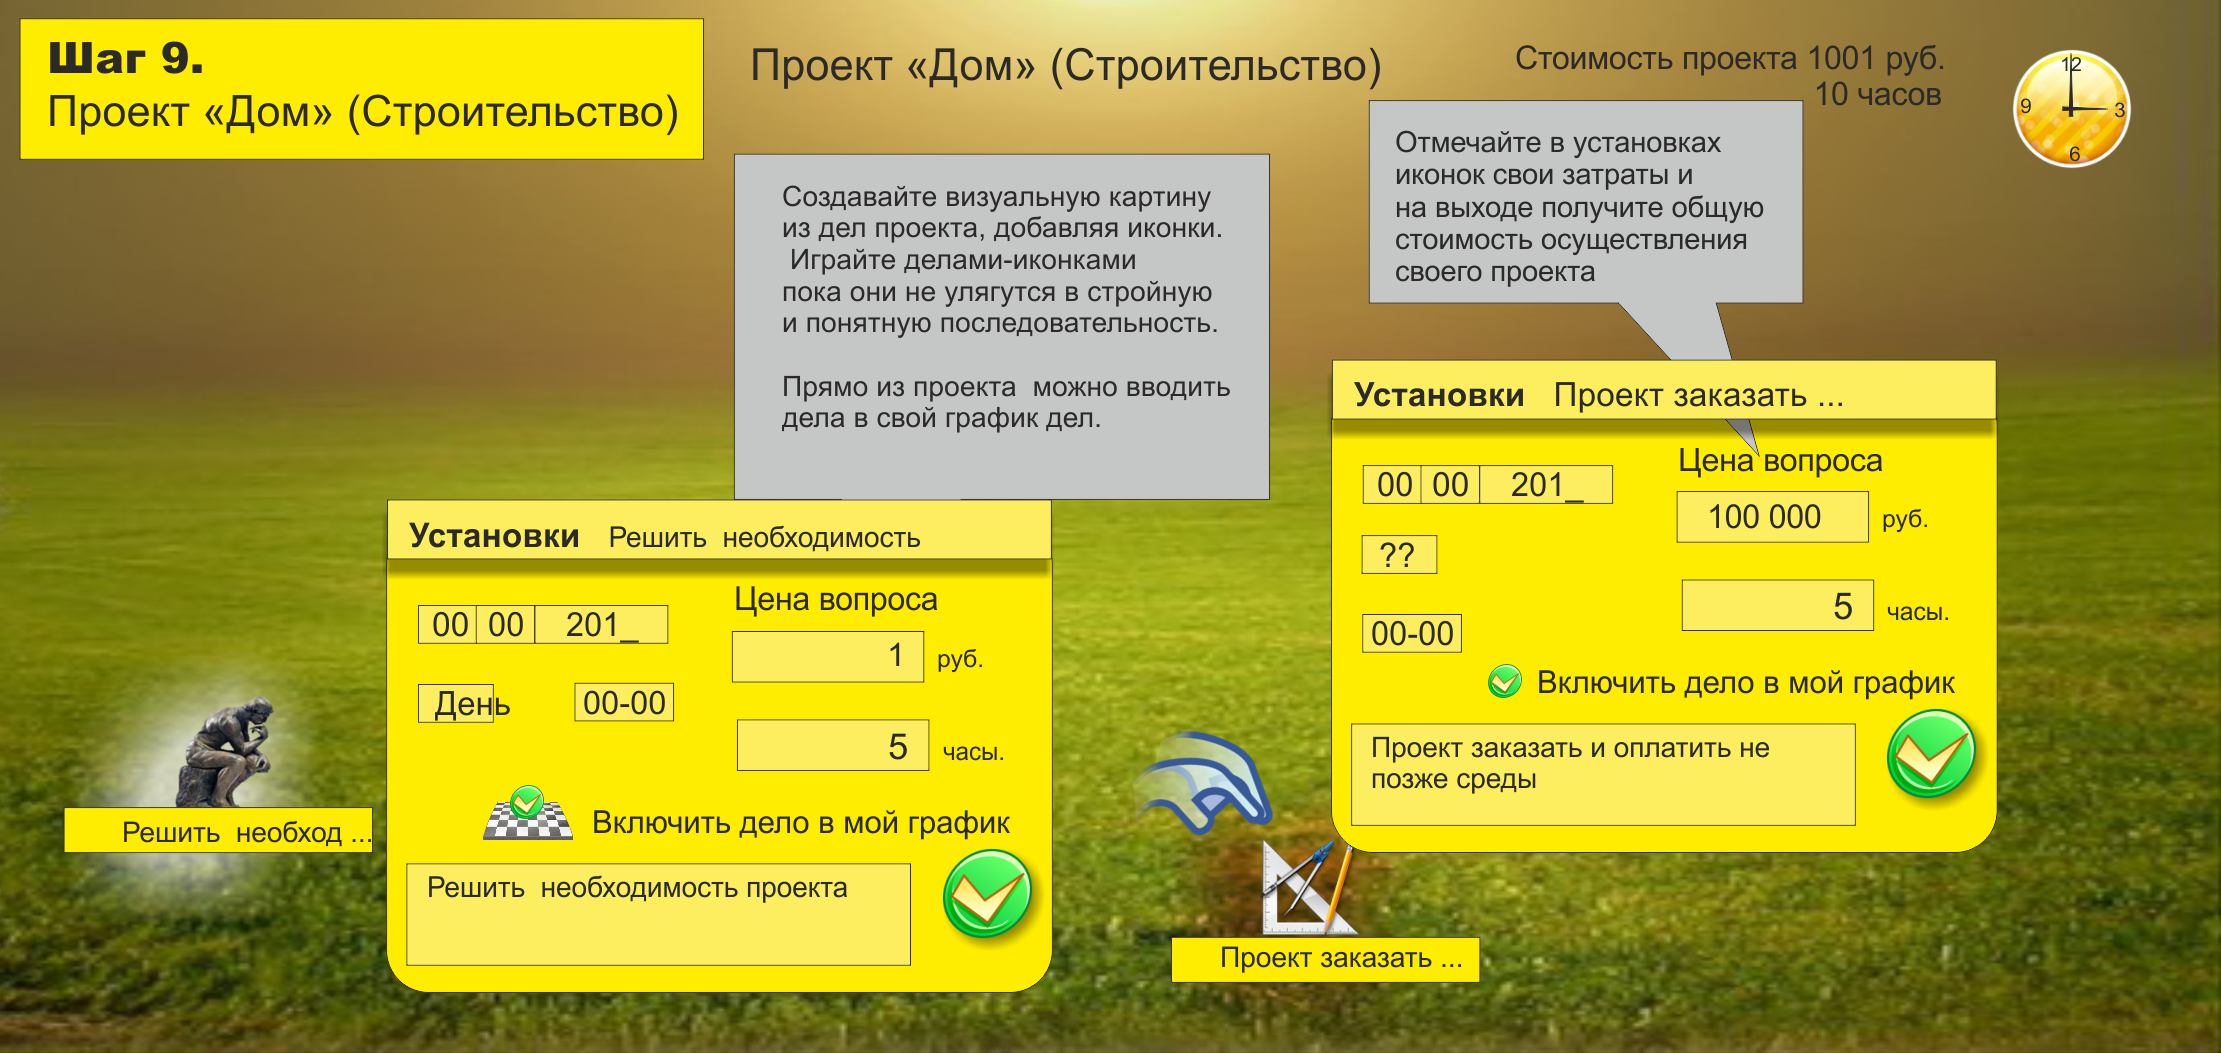 Шаг 9.
Проект «Дом» (Строительство)
Проект «Дом» (Строительство)
Стоимость проекта 1001 руб.
10 часов
12
9
3
6
Создавайте визуальную картину
из дел проекта, добавляя иконки.
Играйте делами-иконками
пока они не улягутся в стройную
и понятную последовательность.
Прямо из проекта можно вводить
дела в свой график дел.
Отмечайте в установках
иконок свои затраты и
на выходе получите общую
стоимость осуществления
своего проекта
Установки Решить необходимость
Цена вопроса
00 00 201_
1 руб.
День 00-00
5 часы.
Включить дело в мой график
Решить необходимость проекта
Решить необход ...
Установки Проект заказать ...
Цена вопроса
00 00 201_
100 000 руб.
??
5 часы.
00-00
Включить дело в мой график
Проект заказать и оплатить не
позже среды
Проект заказать ...